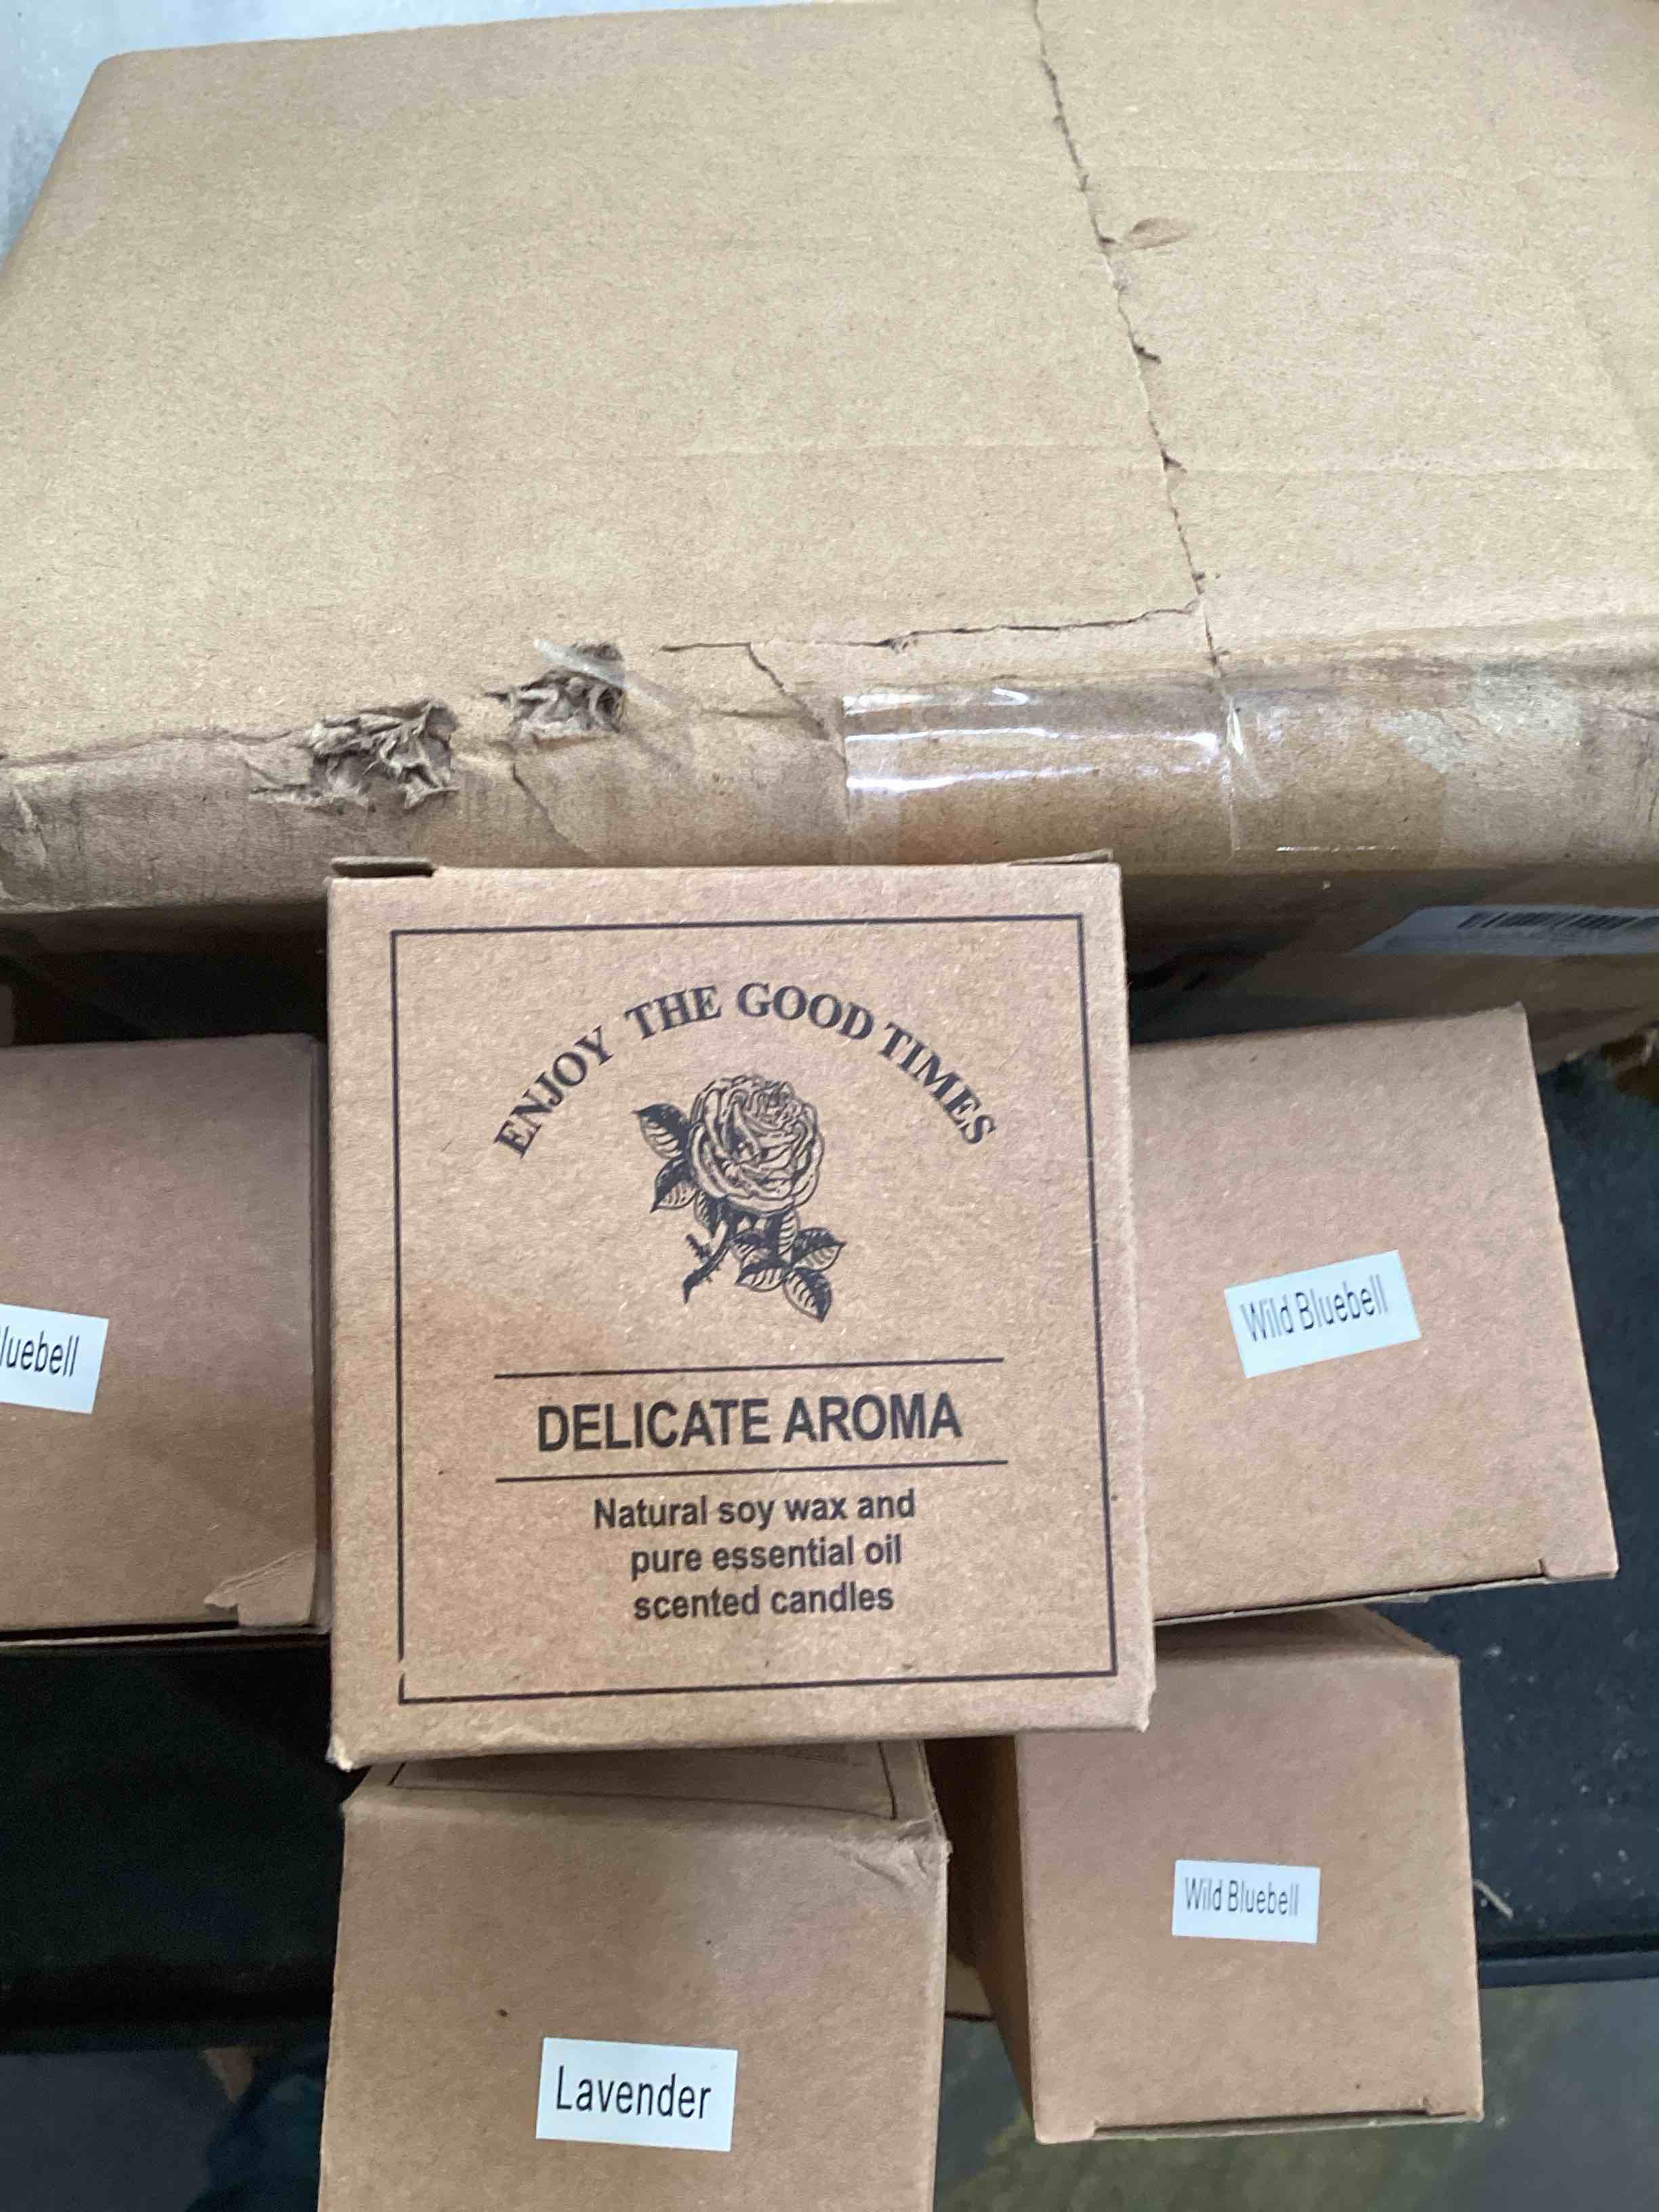 ENJOY THE GOOD TIMES
DELICATE AROMA
Natural soy wax and
pure essential oil
scented candles
luebell
Wild Bluebell
Wild Bluebell
Lavender